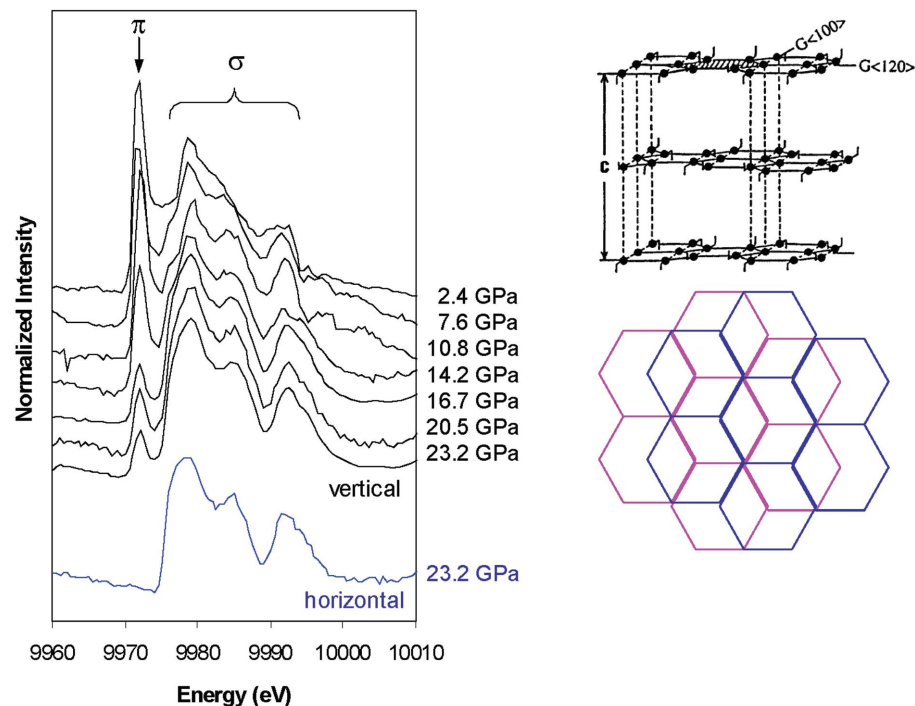 π
σ
Normalized Intensity
2.4 GPa
7.6 GPa
10.8 GPa
14.2 GPa
16.7 GPa
20.5 GPa
23.2 GPa
vertical
23.2 GPa
horizontal
9960 9970 9980 9990 10000 10010
Energy (eV)
G<100>
G<120>
C